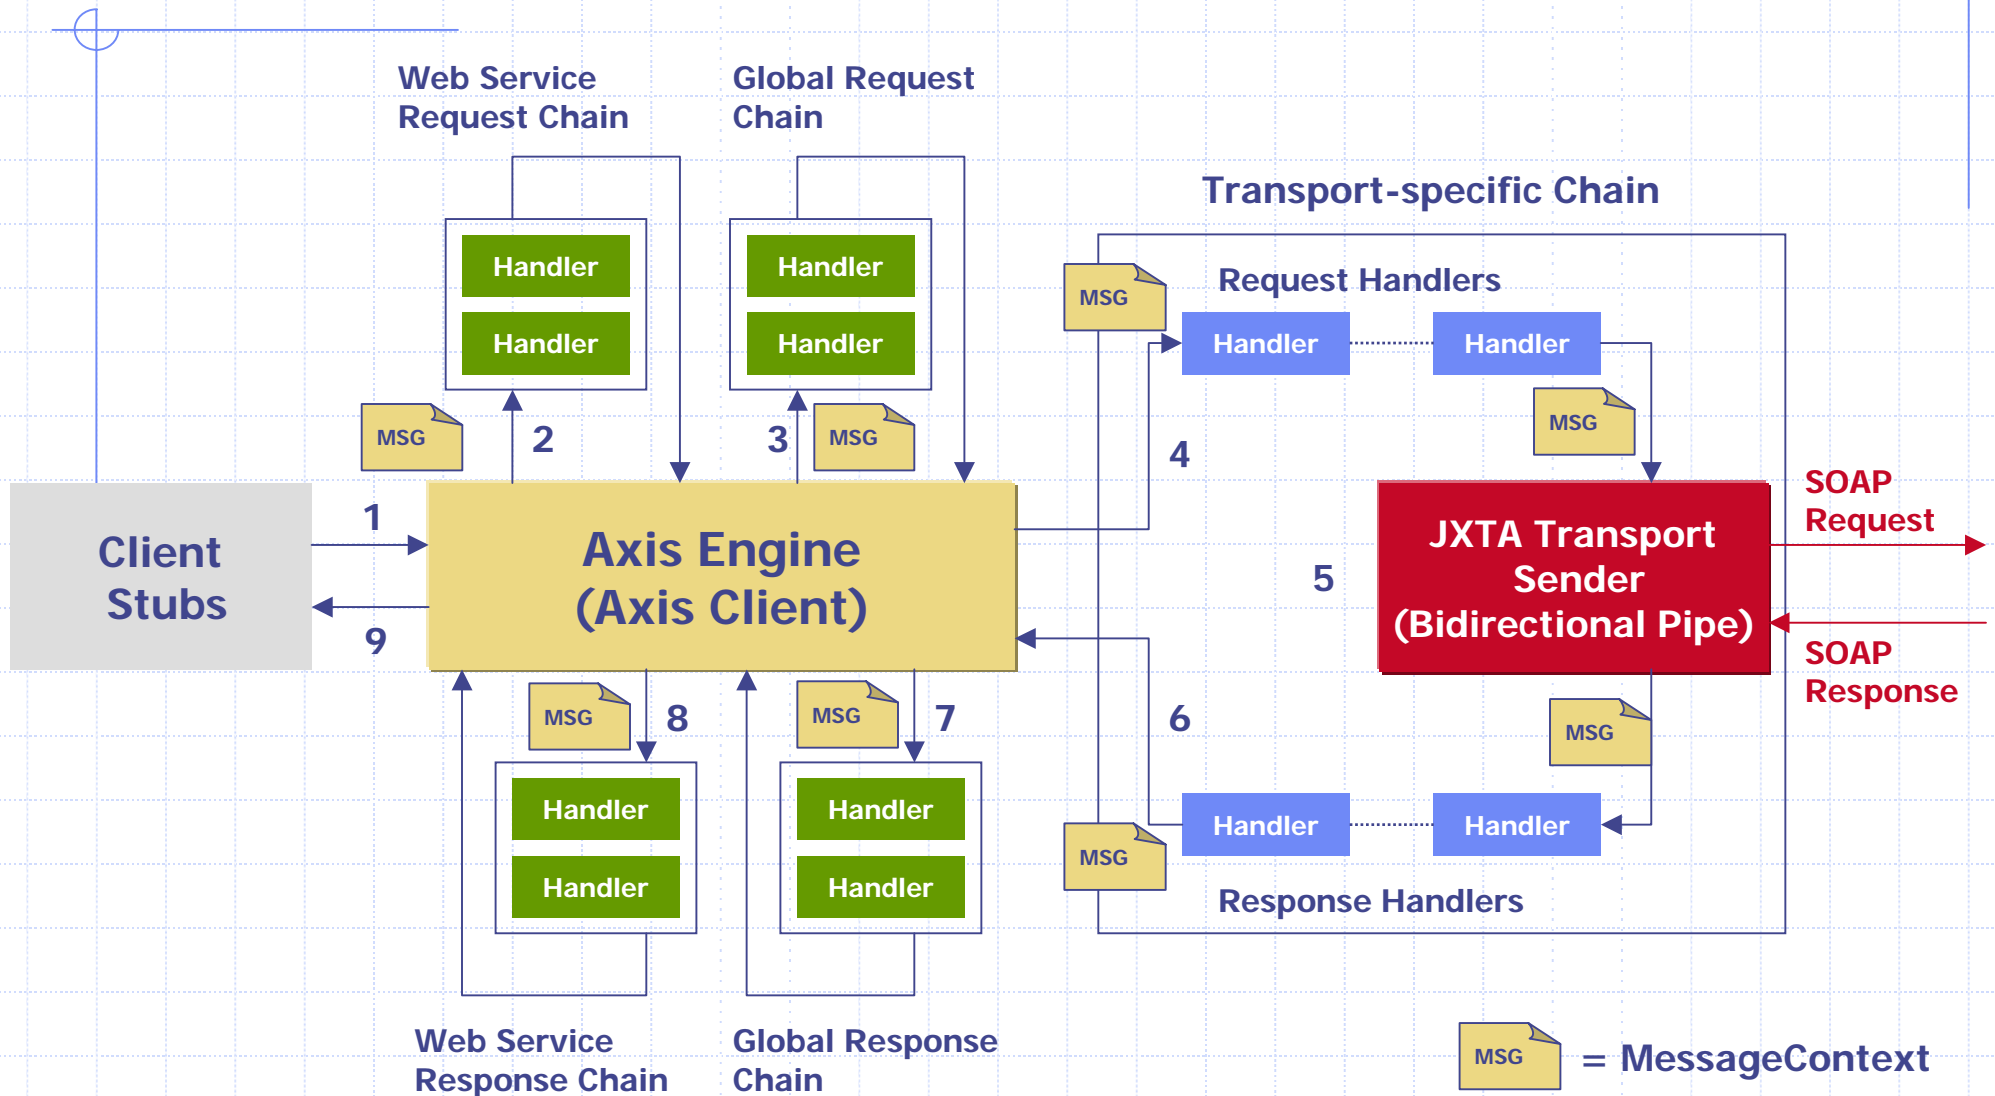 Web Service
Request Chain
Global Request
Chain
Transport-specific Chain
Handler
Handler
Handler
Handler
MSG
Request Handlers
Handler
Handler
MSG
2
3
MSG
4
MSG
SOAP
Request
1
Client
Stubs
Axis Engine
(Axis Client)
5
JXTA Transport
Sender
(Bidirectional Pipe)
9
SOAP
Response
MSG
8
MSG
7
6
MSG
Handler
Handler
Handler
Handler
Handler
Handler
MSG
Response Handlers
Web Service
Response Chain
Global Response
Chain
MSG
= MessageContext